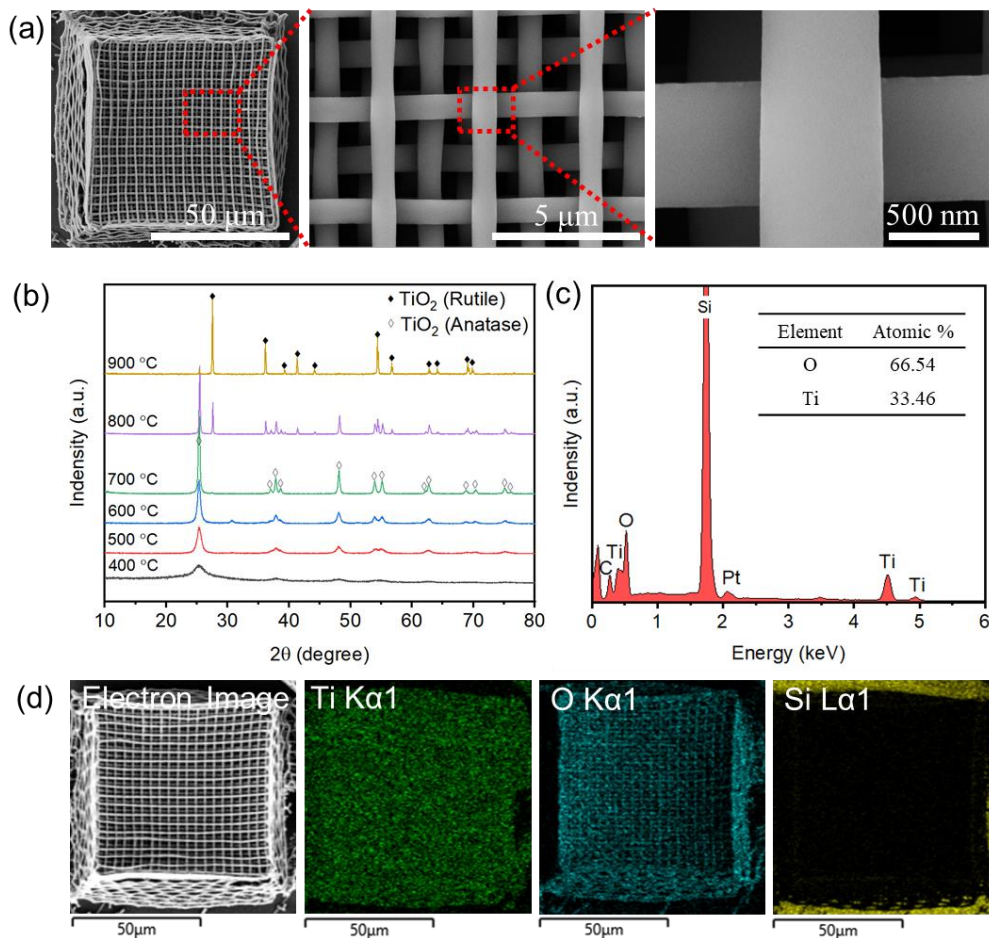 (a)
50 μm
5 μm
500 nm
(b)
◆ TiO2 (Rutile)
◇ TiO2 (Anatase)
900 °C
800 °C
700 °C
600 °C
500 °C
400 °C
Indensity (a.u.)
10 20 30 40 50 60 70 80
2θ (degree)
(c)
Si
Element Atomic %
O 66.54
Ti 33.46
O
Ti
C
Pt
Ti
Ti
Indensity (a.u.)
0 1 2 3 4 5 6
Energy (keV)
(d)
Electron Image
Ti Kα1
O Kα1
Si Lα1
50μm
50μm
50μm
50μm